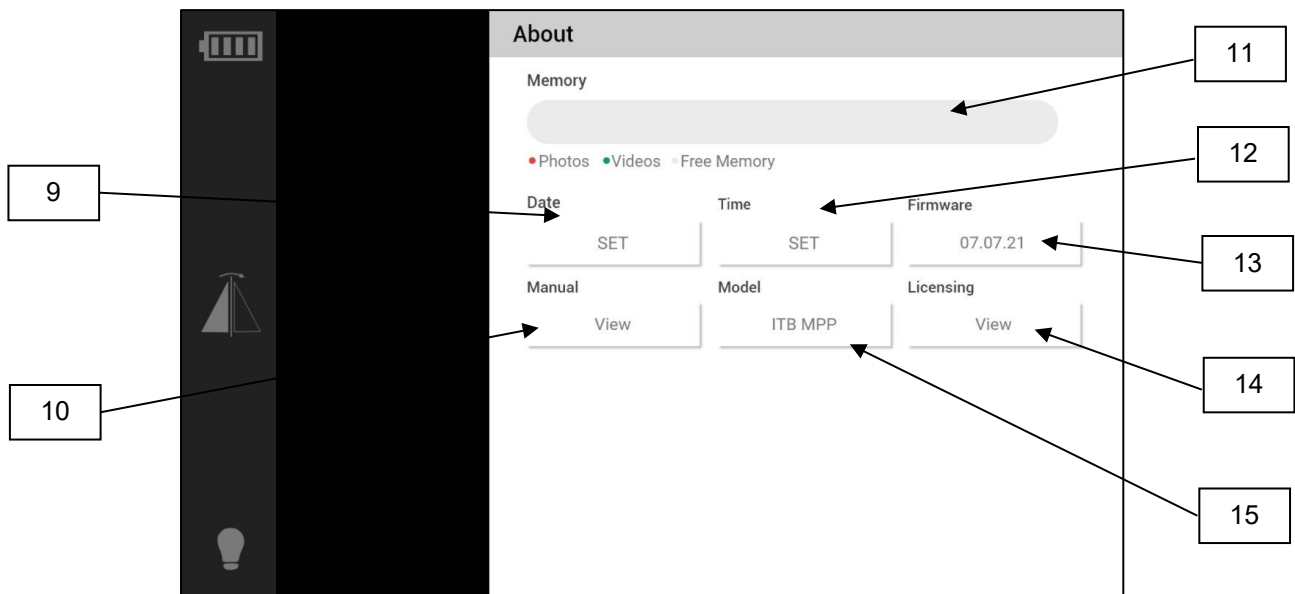 About
11
Memory
•Photos •Videos •Free Memory
12
9
Date Time Firmware
SET SET 07.07.21
13
Manual Model Licensing
View ITB MPP View
14
10
15